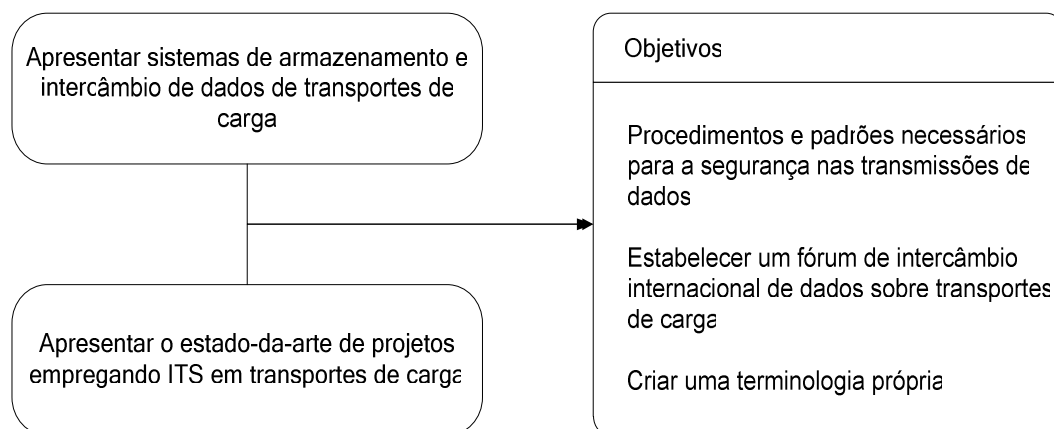 Apresentar sistemas de armazenamento e
intercâmbio de dados de transportes de
carga
Apresentar o estado-da-arte de projetos
empregando ITS em transportes de carga
Objetivos
Procedimentos e padrões necessários
para a segurança nas transmissões de
dados
Estabelecer um fórum de intercâmbio
internacional de dados sobre transportes
de carga
Criar uma terminologia própria